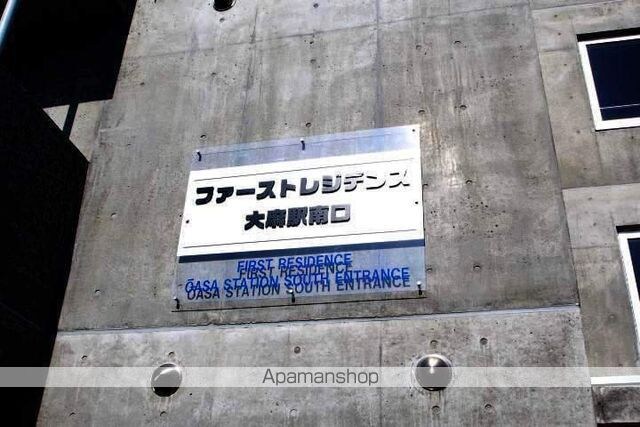 ファーストレジデンス
大麻駅南口
FIRST RESIDENCE
ŌASA STATION SOUTH ENTRANCE
Apamanshop